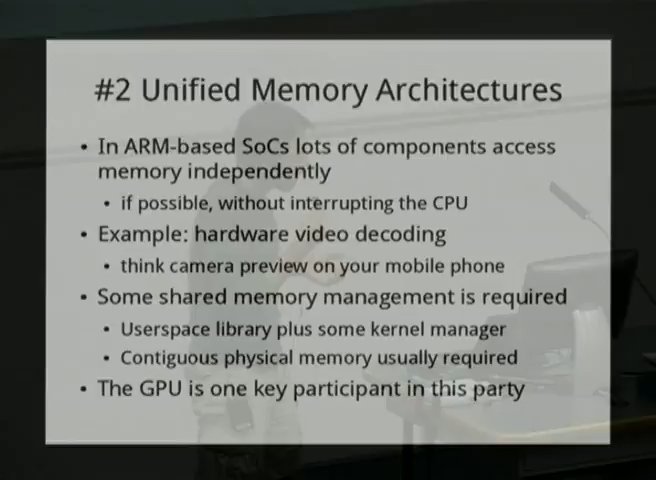 #2 Unified Memory Architectures
• In ARM-based SoCs lots of components access
memory independently
• if possible, without interrupting the CPU
• Example: hardware video decoding
• think camera preview on your mobile phone
• Some shared memory management is required
• Userspace library plus some kernel manager
• Contiguous physical memory usually required
• The GPU is one key participant in this party